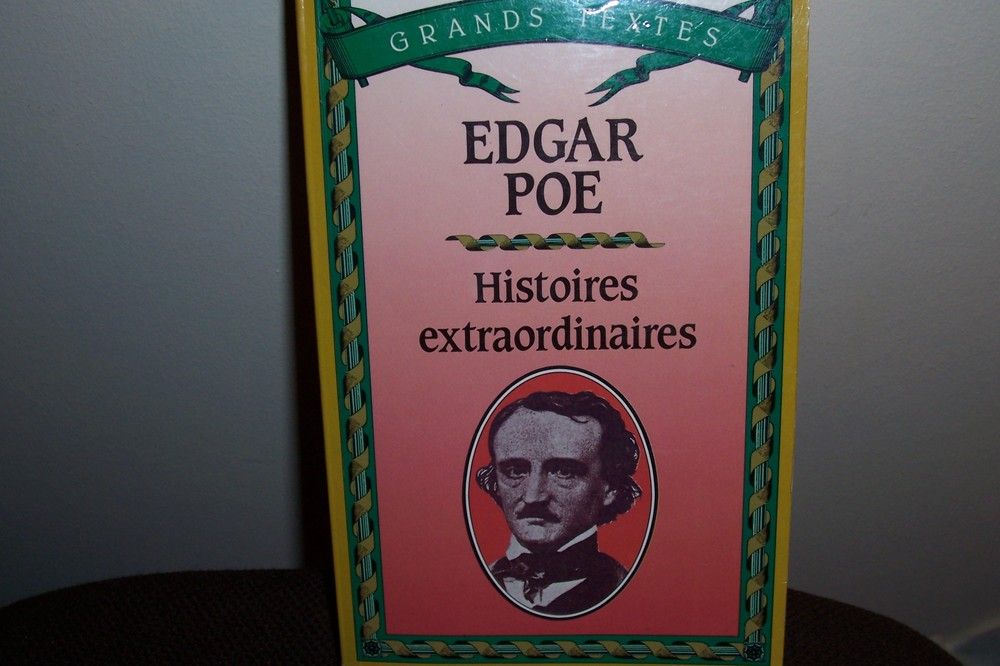 GRANDS TEXTES
EDGAR
POE
Histoires
extraordinaires